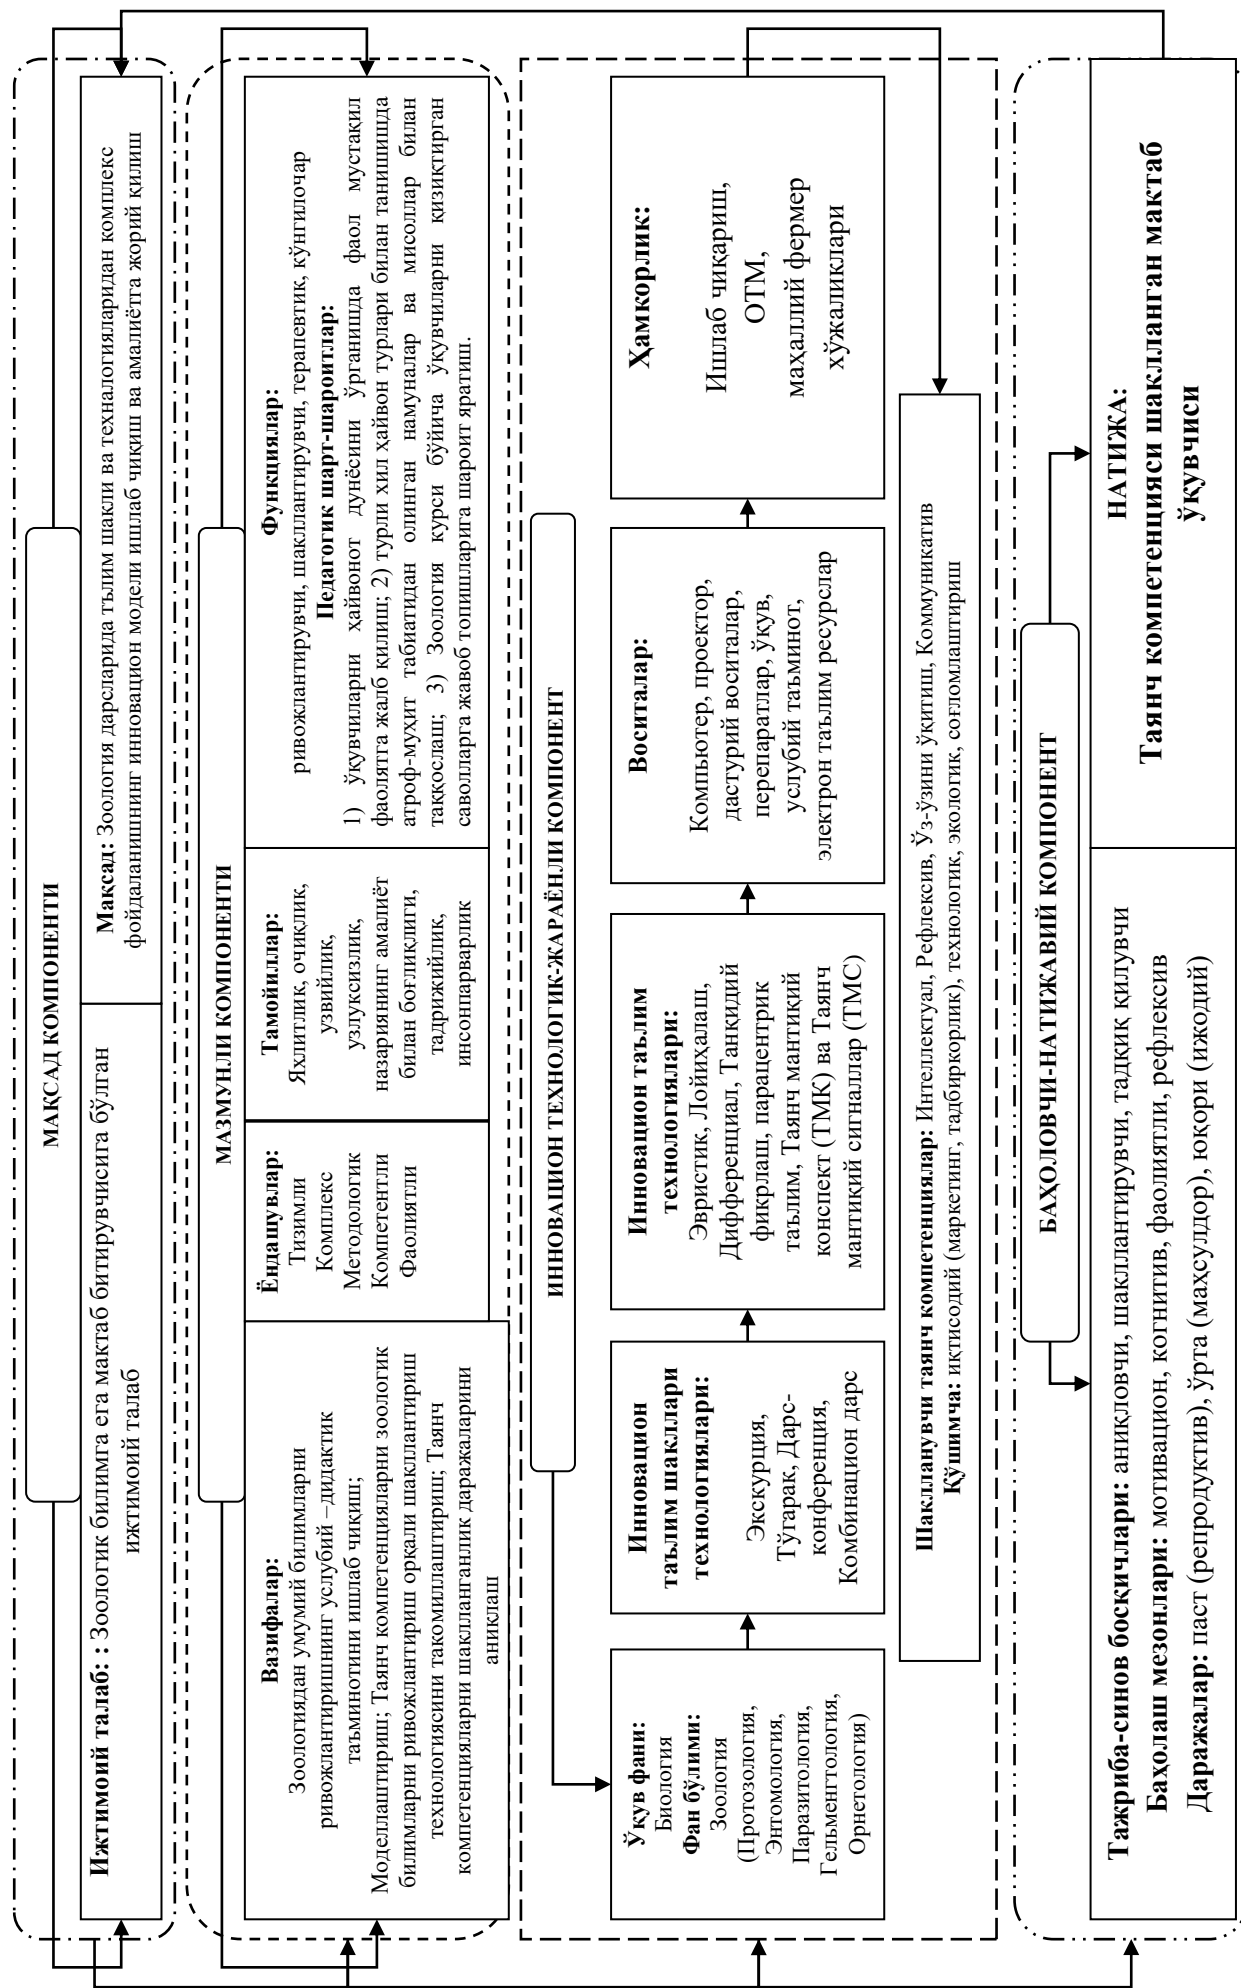 МАҚСАД КОМПОНЕНТИ
Ижтимоий талаб: : Зоологик билимга ега мактаб битирувчисига бўлган
ижтимоий талаб
Мақсад: Зоология дарсларида тълим шакли ва техналогияларидан комплекс
фойдаланишнинг инновацион модели ишлаб чиқиш ва амалиётга жорий қилиш
МАЗМУНЛИ КОМПОНЕНТИ
Вазифалар:
Зоологиядан умумий билимларни
ривожлантиришнинг услубий –дидактик
таъминотини ишлаб чиқиш;
Моделлаштириш; Таянч компетенцияларни зоологик
билимларни ривожлантириш орқали шакллантириш
технологиясини такомиллаштириш; Таянч
компетенцияларни шаклланганлик даражаларини
аниклаш
Ёндашувлар:
Тизимли
Комплекс
Методологик
Компетентли
Фаолиятли
Тамойиллар:
Яхлитлик, очиқлик,
узвийлик,
узлуксизлик,
назариянинг амалиёт
билан боғлиқлиги,
тадрижийлик,
инсонпарварлик
Функциялар:
ривожлантирувчи, шакллантирувчи, терапевтик, кўнгилочар
Педагогик шарт-шароитлар:
1) ўқувчиларни ҳайвонот дунёсини ўрганишда фаол мустақил
фаолятга жалб қилиш; 2) турли хил ҳайвон турлари билан танишишда
атроф-муҳит табиатидан олинган намуналар ва мисоллар билан
таққослаш; 3) Зоология курси бўйича ўқувчиларни қизиқтирган
саволларга жавоб топишларига шароит яратиш.
ИННОВАЦИОН ТЕХНОЛОГИК-ЖАРАЁНЛИ КОМПОНЕНТ
Ўқув фани:
Биология
Фан бўлими:
Зоология
(Протозология,
Энтомология,
Паразитология,
Гельменгтология,
Орнетология)
Инновацион
таълим шакллари
технологиялари:
Экскурция,
Тўгарак, Дарс-
конференция,
Комбинацион дарс
Инновацион таълим
технологиялари:
Эвристик, Лойиҳалаш,
Дифференциал, Танқидий
фикрлаш, парацентрик
таълим, Таянч мантиқий
конспект (ТМК) ва Таянч
мантиқий сигналлар (ТМС)
Воситалар:
Компьютер, проектор,
дастурий воситалар,
перепаратлар, ўқув,
услубий таъминот,
электрон таълим ресурслар
Ҳамкорлик:
Ишлаб чиқариш,
ОТМ,
маҳаллий фермер
хўжаликлари
Шаклланувчи таянч компетенциялар: Интеллектуал, Рефлексив, Ўз-ўзини ўқитиш, Коммуникатив
Қўшимча: иқтисодий (маркетинг, тадбиркорлик), технологик, экологик, соғломлаштириш
БАҲОЛОВЧИ-НАТИЖАВИЙ КОМПОНЕНТ
Тажриба-синов босқичлари: аниқловчи, шакллантирувчи, тадқиқ қилувчи
Баҳолаш мезонлари: мотивацион, когнитив, фаолиятли, рефлексив
Даражалар: паст (репродуктив), ўрта (маҳсулдор), юқори (ижодий)
НАТИЖА:
Таянч компетенцияси шаклланган мактаб
ўқувчиси